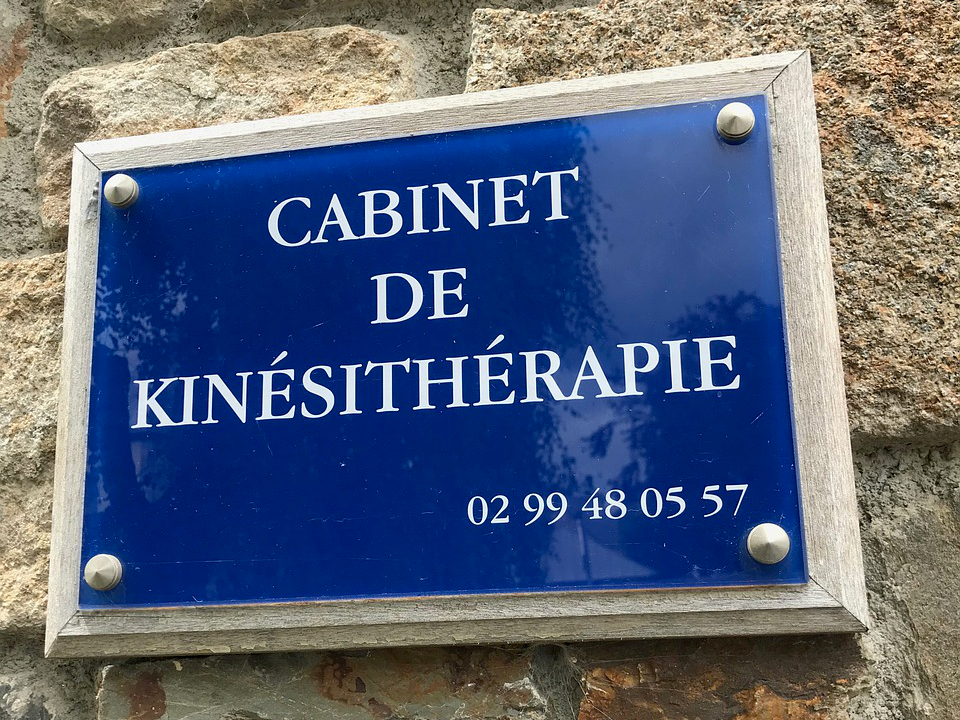 CABINET
DE
KINÉSITHÉRAPIE
02 99 48 05 57